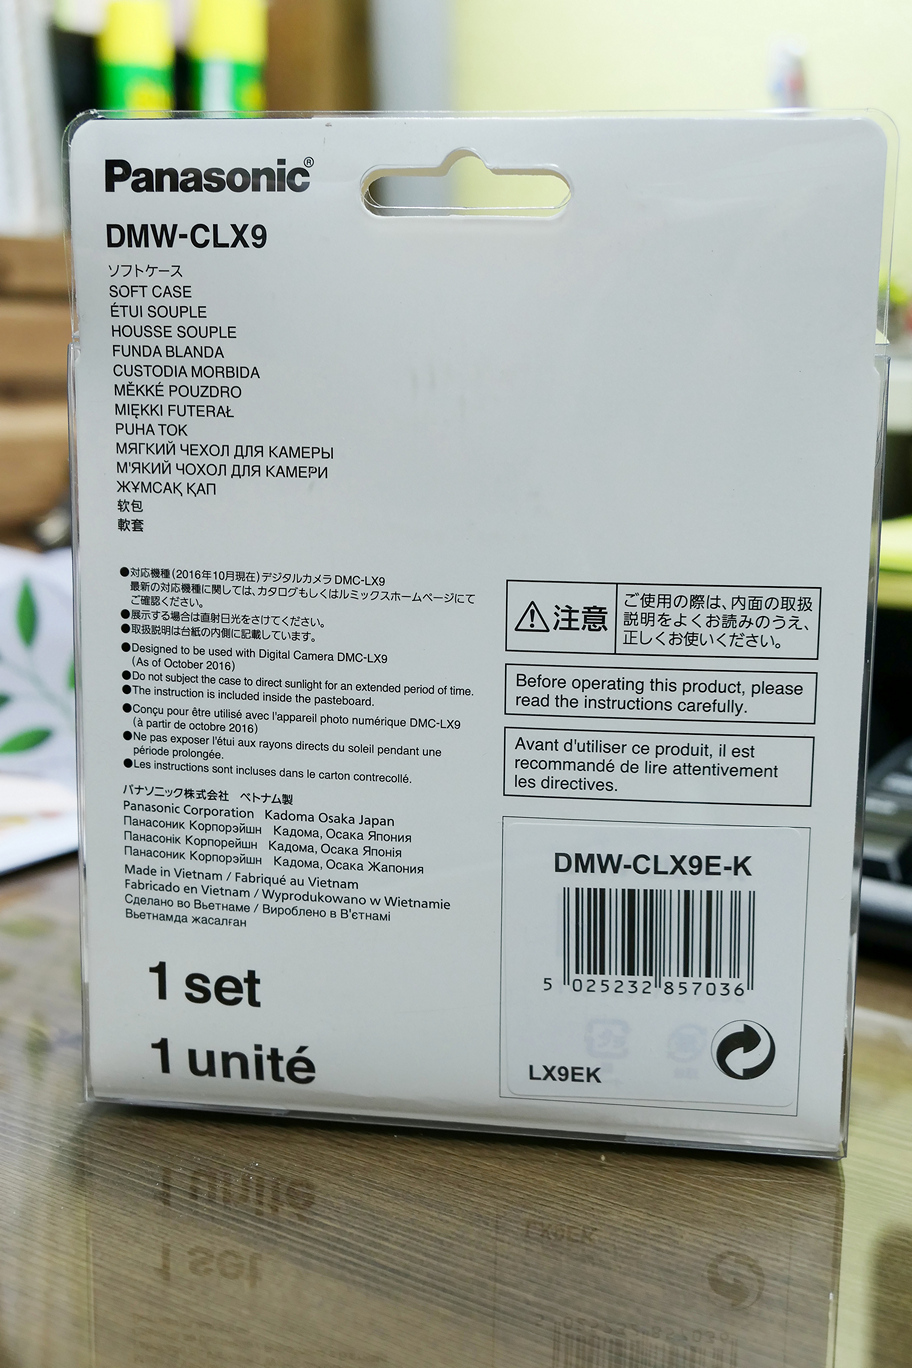 Panasonic®
DMW-CLX9
ソフトケース
SOFT CASE
ÉTUI SOUPLE
HOUSSE SOUPLE
FUNDA BLANDA
CUSTODIA MORBIDA
MĚKKÉ POUZDRO
MIĘKKI FUTERAŁ
PUHA TOK
МЯГКИЙ ЧЕХОЛ ДЛЯ КАМЕРЫ
М'ЯКИЙ ЧОХОЛ ДЛЯ КАМЕРИ
ЖҰМСАҚ ҚАП
软包
軟套
●対応機種(2016年10月現在)デジタルカメラ DMC-LX9
最新の対応機種に関しては、カタログもしくはルミックスホームページにて
ご確認ください。
●展示する場合は直射日光をさけてください。
●取扱説明は台紙の内側に記載しています。
●Designed to be used with Digital Camera DMC-LX9
(As of October 2016)
●Do not subject the case to direct sunlight for an extended period of time.
●The instruction is included inside the pasteboard.
●Conçu pour être utilisé avec l'appareil photo numérique DMC-LX9
(à partir de octobre 2016)
●Ne pas exposer l'étui aux rayons directs du soleil pendant une
période prolongée.
●Les instructions sont incluses dans le carton contrecollé.
パナソニック株式会社 ベトナム製
Panasonic Corporation Kadoma Osaka Japan
Панасоник Корпорэйшн Кадома, Осака Япония
Панасонік Корпорейшн Кадома, Осака Японія
Панасоник Корпорэйшн Кадома, Осака Жапония
Made in Vietnam / Fabriqué au Vietnam
Fabricado en Vietnam / Wyprodukowano w Wietnamie
Сделано во Вьетнаме / Вироблено в В'єтнамі
Вьетнамда жасалған
1 set
1 unité
注意
ご使用の際は、内面の取扱
説明をよくお読みのうえ、
正しくお使いください。
Before operating this product, please
read the instructions carefully.
Avant d'utiliser ce produit, il est
recommandé de lire attentivement
les directives.
DMW-CLX9E-K
5 025232 857036
LX9EK